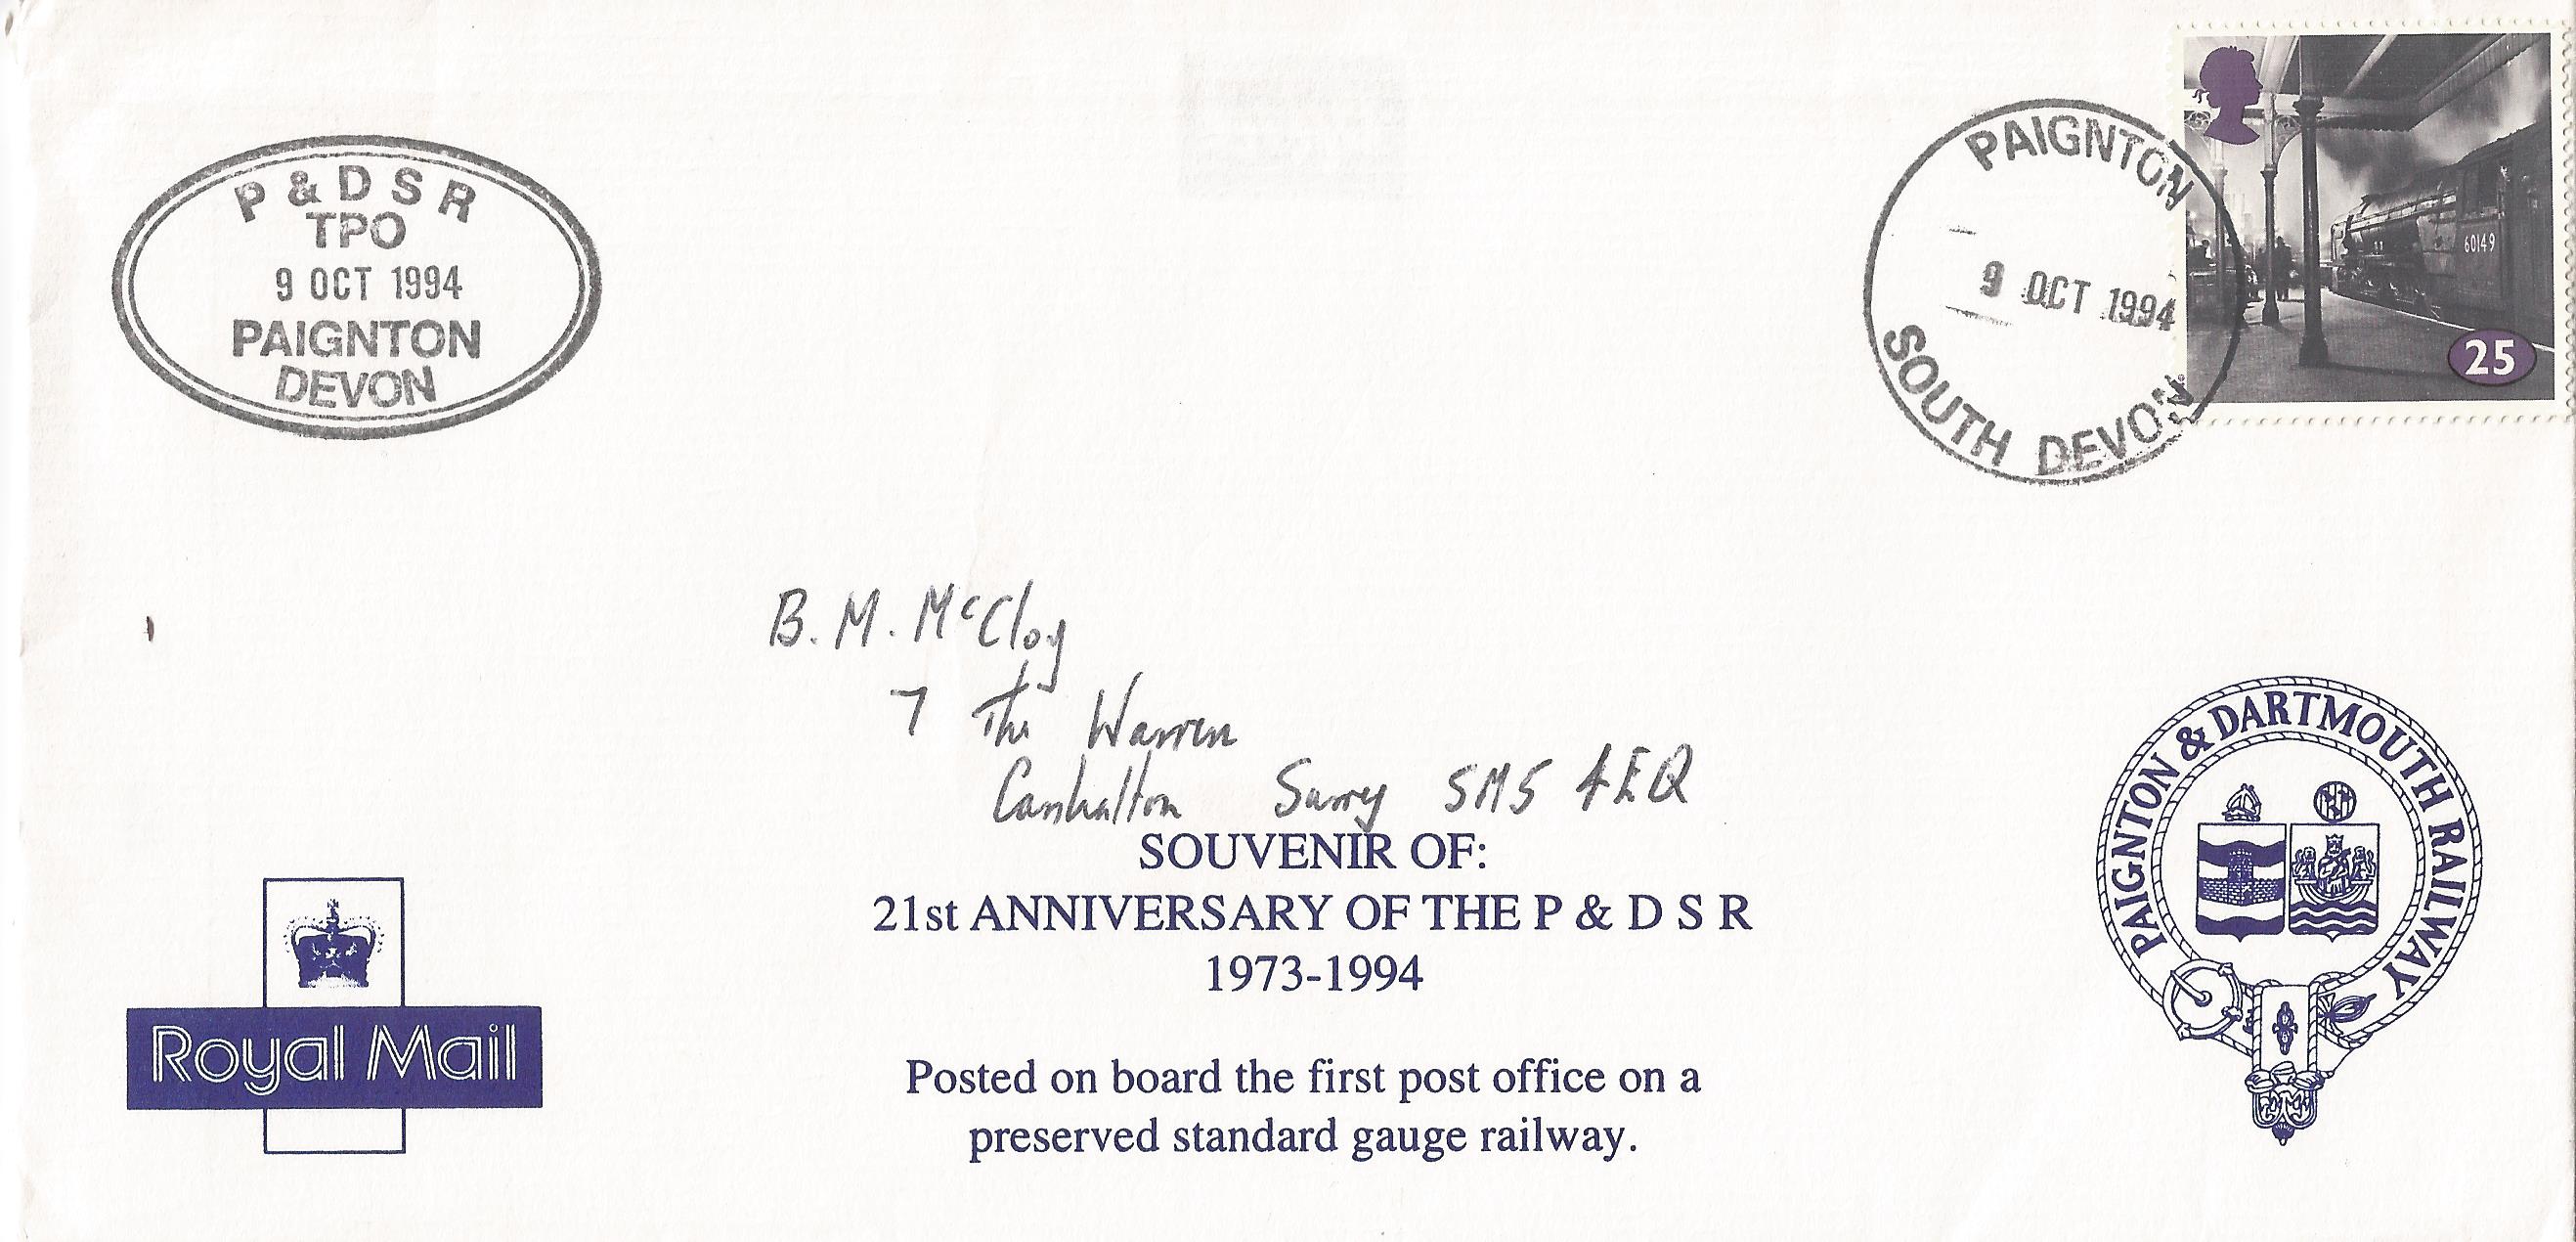 P & D S R
TPO
9 OCT 1994
PAIGNTON
DEVON
PAIGNTON
9 OCT 1994
SOUTH DEVON
60149
25
B. M. McCloy
7 The Warren
Carshalton Surrey SM5 4EQ
SOUVENIR OF:
21st ANNIVERSARY OF THE P & D S R
1973-1994
Posted on board the first post office on a
preserved standard gauge railway.
Royal Mail
PAIGNTON & DARTMOUTH RAILWAY